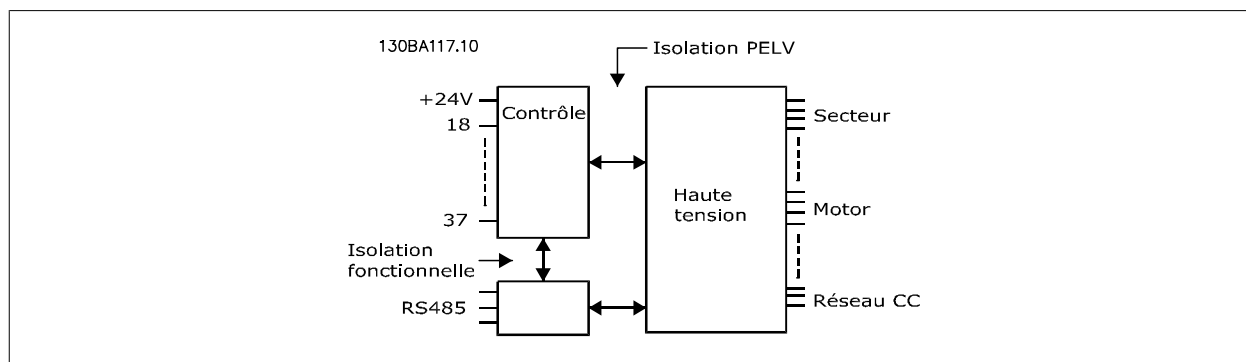 130BA117.10
Isolation PELV
+24V
Contrôle
18
37
Haute
tension
Secteur
Motor
Réseau CC
Isolation
fonctionnelle
RS485